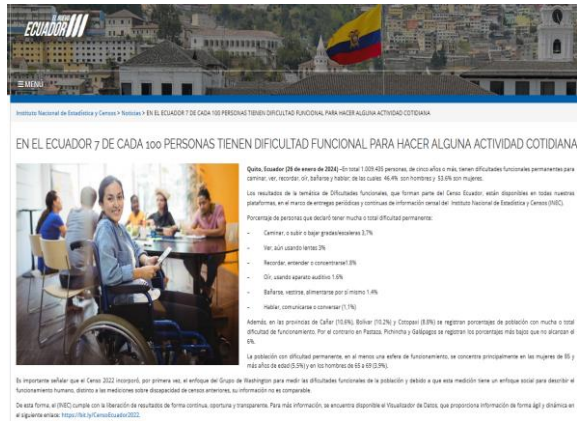 EL NUEVO
ECUADOR
≡ MENU
Instituto Nacional de Estadística y Censos > Noticias > EN EL ECUADOR 7 DE CADA 100 PERSONAS TIENEN DIFICULTAD FUNCIONAL PARA HACER ALGUNA ACTIVIDAD COTIDIANA
EN EL ECUADOR 7 DE CADA 100 PERSONAS TIENEN DIFICULTAD FUNCIONAL PARA HACER ALGUNA ACTIVIDAD COTIDIANA
Quito, Ecuador (26 de enero de 2024) -En total 1.009.435 personas, de cinco años o más, tienen dificultades funcionales permanentes para
caminar, ver, recordar, oír, bañarse y hablar; de las cuales 46.4% son hombres y 53.6% son mujeres.
Los resultados de la temática de Dificultades funcionales, que forman parte del Censo Ecuador, están disponibles en todas nuestras
plataformas, en el marco de entregas periódicas y continuas de información censal del Instituto Nacional de Estadística y Censos (INEC).
Porcentaje de personas que declaró tener mucha o total dificultad permanente:
- Caminar, o subir o bajar gradas/escaleras 3,7%
- Ver, aún usando lentes 3%
- Recordar, entender o concentrarse1.8%
- Oír, usando aparato auditivo 1.6%
- Bañarse, vestirse, alimentarse por sí mismo 1.4%
- Hablar, comunicarse o conversar (1,1%)
Además, en las provincias de Cañar (10,6%), Bolívar (10,2%) y Cotopaxi (8.8%) se registran porcentajes de población con mucha o total
dificultad de funcionamiento. Por el contrario en Pastaza, Pichincha y Galápagos se registran los porcentajes más bajos que no alcanzan el
6%.
La población con dificultad permanente, en al menos una esfera de funcionamiento, se concentra principalmente en las mujeres de 85 y
más años de edad (5.5%) y en los hombres de 65 a 69 (3,9%).
Es importante señalar que el Censo 2022 incorporó, por primera vez, el enfoque del Grupo de Washington para medir las dificultades funcionales de la población y debido a que esta medición tiene un enfoque social para describir el
funcionamiento humano, distinto a las mediciones sobre discapacidad de censos anteriores, su información no es comparable.
De esta forma, el (INEC) cumple con la liberación de resultados de forma continua, oportuna y transparente. Para más información, se encuentra disponible el Visualizador de Datos, que proporciona información de forma ágil y dinámica en
el siguiente enlace: https://bit.ly/CensoEcuador2022.